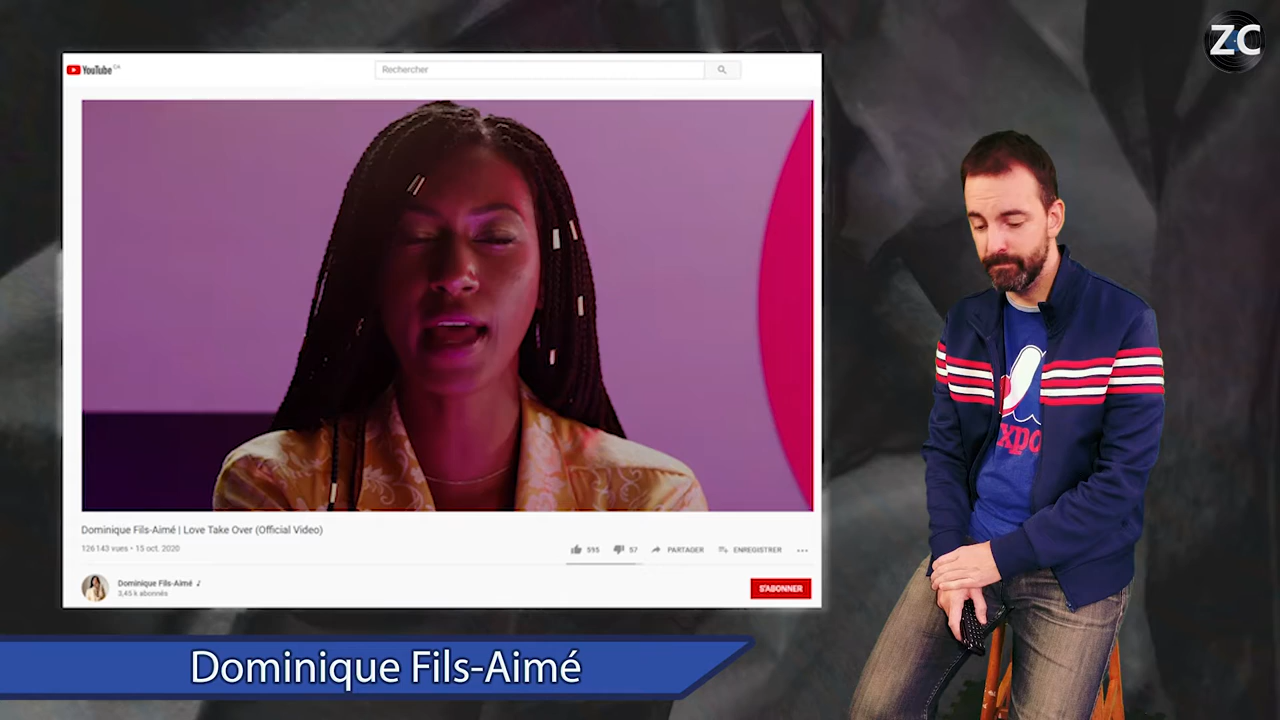 ZC
YouTube CA
Rechercher
xpo
Dominique Fils-Aimé | Love Take Over (Official Video)
126 143 vues • 15 oct. 2020
595 57 PARTAGER ENREGISTRER
Dominique Fils-Aimé
3,45 k abonnés
S'ABONNER
Dominique Fils-Aimé